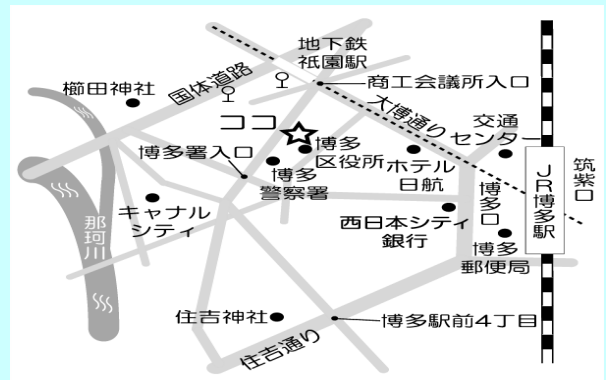 地下鉄
祇園駅
櫛田神社
国体道路
商工会議所入口
大博通り
交通
センター
ココ
博多
区役所
博多署入口
博多
警察署
ホテル
日航
JR博多駅
筑紫口
博多口
キャナル
シティ
那珂川
西日本シティ
銀行
博多
郵便局
住吉神社
博多駅前4丁目
住吉通り